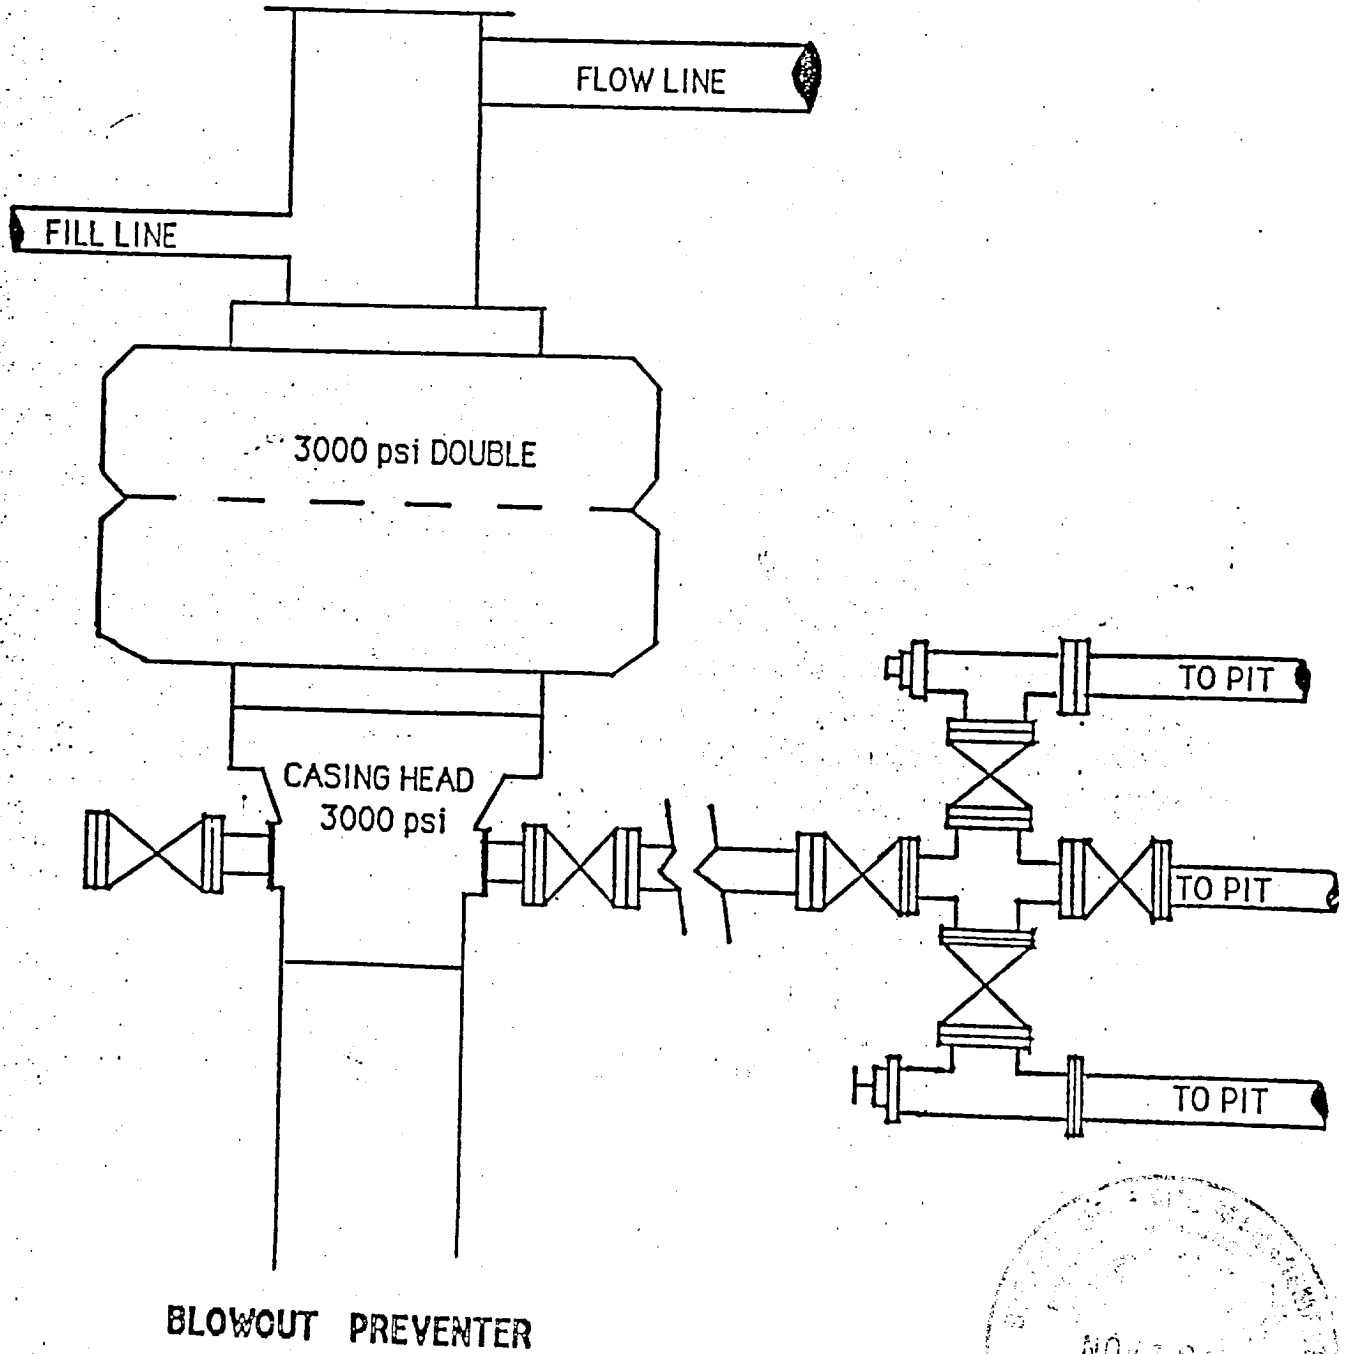 FLOW LINE
FILL LINE
3000 psi DOUBLE
CASING HEAD
3000 psi
TO PIT
TO PIT
TO PIT
BLOWOUT PREVENTER